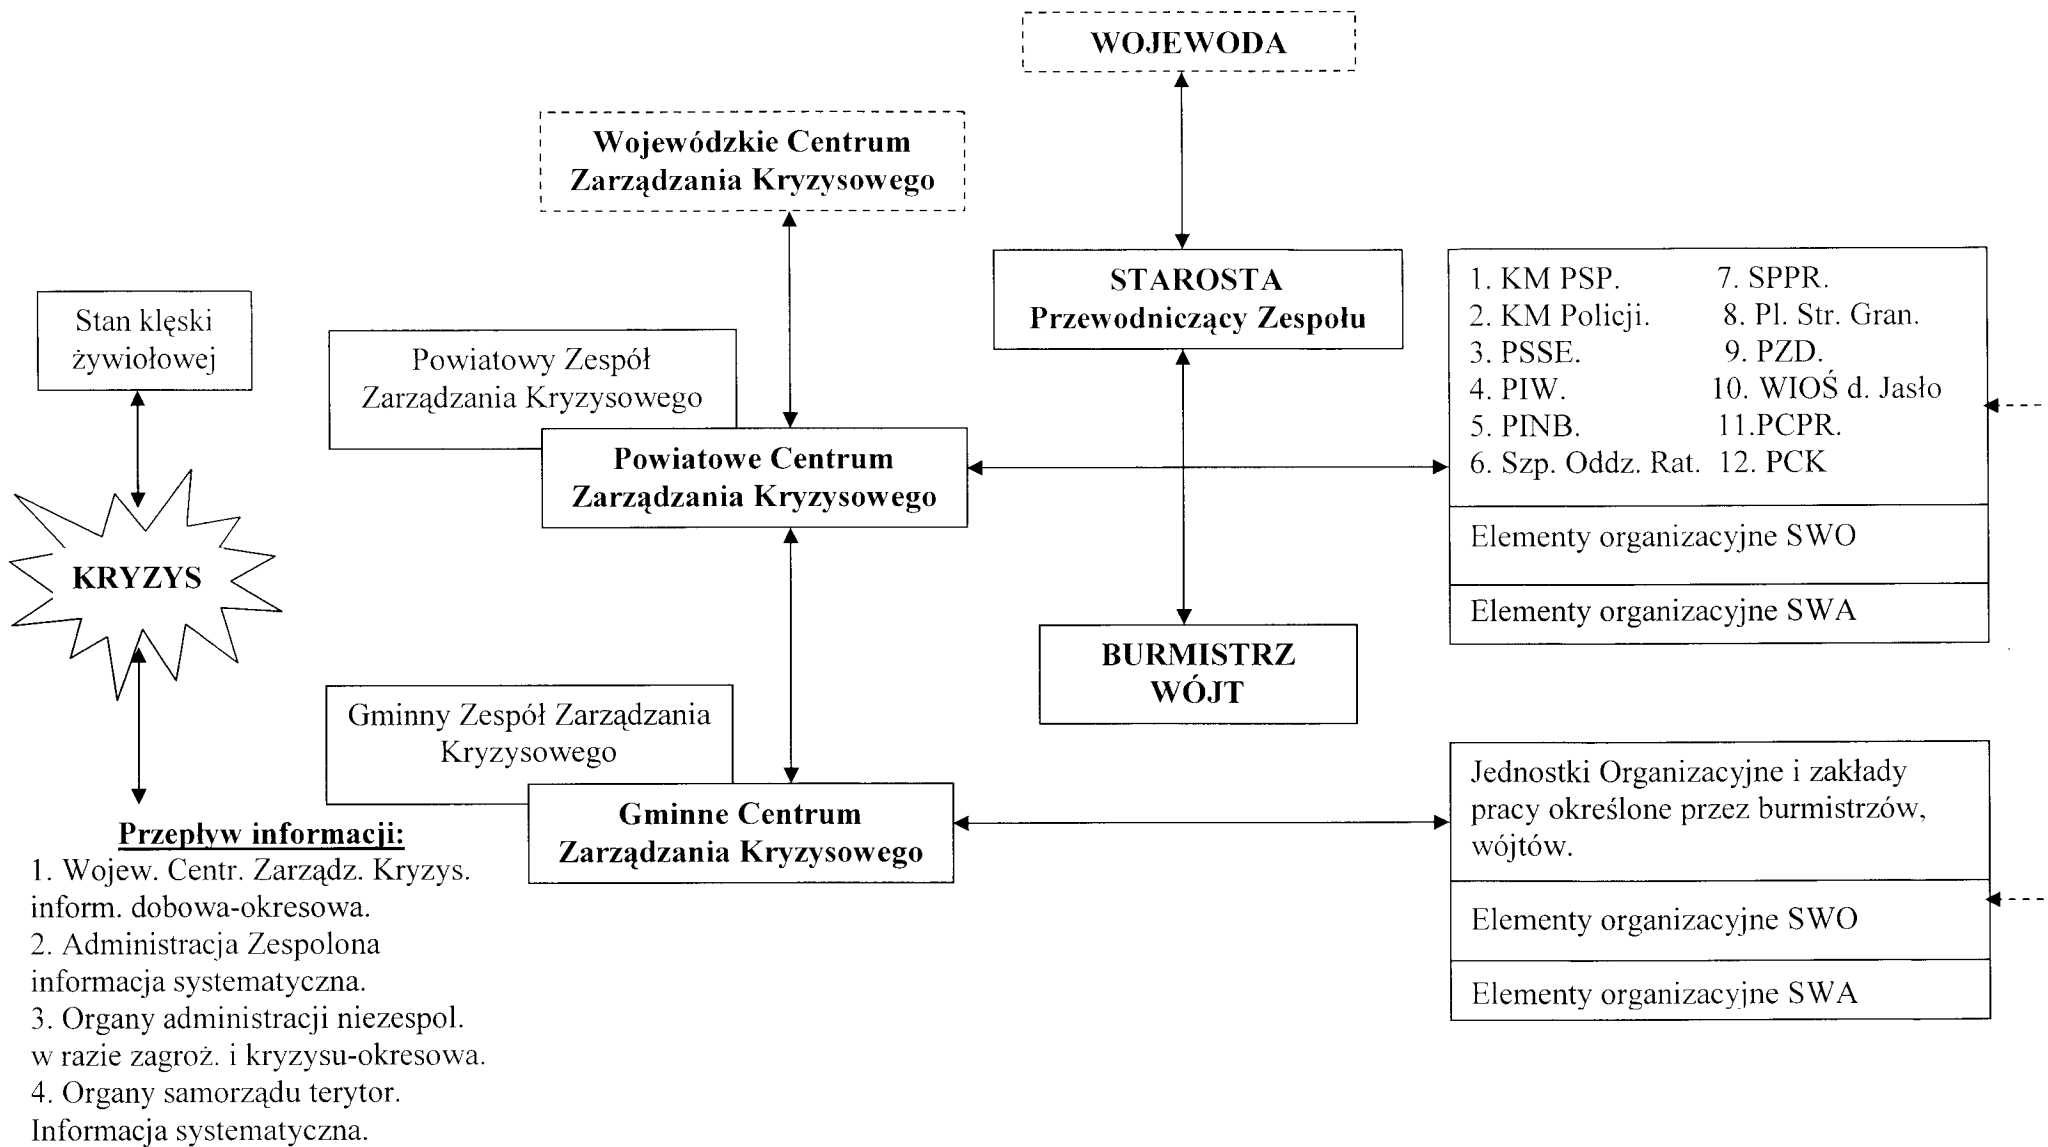 WOJEWODA
Wojewódzkie Centrum
Zarządzania Kryzysowego
STAROSTA
Przewodniczący Zespołu
Stan klęski
żywiołowej
Powiatowy Zespół
Zarządzania Kryzysowego
Powiatowe Centrum
Zarządzania Kryzysowego
1. KM PSP. 7. SPPR.
2. KM Policji. 8. Pl. Str. Gran.
3. PSSE. 9. PZD.
4. PIW. 10. WIOŚ d. Jasło
5. PINB. 11.PCPR.
6. Szp. Oddz. Rat. 12. PCK
Elementy organizacyjne SWO
Elementy organizacyjne SWA
KRYZYS
BURMISTRZ
WÓJT
Gminny Zespół Zarządzania
Kryzysowego
Gminne Centrum
Zarządzania Kryzysowego
Jednostki Organizacyjne i zakłady
pracy określone przez burmistrzów,
wójtów.
Elementy organizacyjne SWO
Elementy organizacyjne SWA
Przepływ informacji:
1. Wojew. Centr. Zarządz. Kryzys.
inform. dobowa-okresowa.
2. Administracja Zespolona
informacja systematyczna.
3. Organy administracji niezespol.
w razie zagroż. i kryzysu-okresowa.
4. Organy samorządu terytor.
Informacja systematyczna.